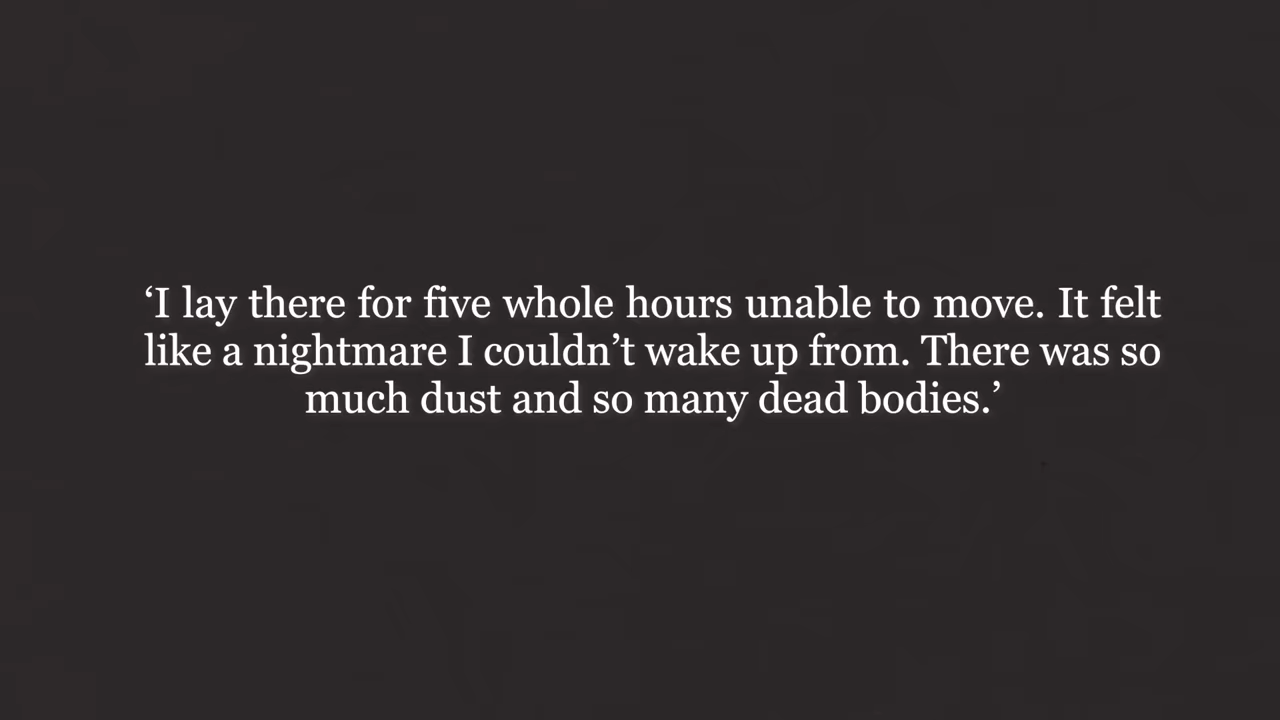 ‘I lay there for five whole hours unable to move. It felt
like a nightmare I couldn’t wake up from. There was so
much dust and so many dead bodies.’